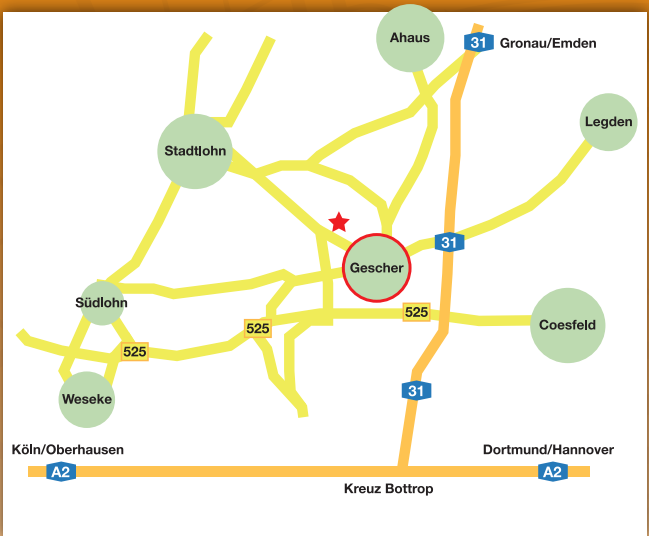 Ahaus
31
Gronau/Emden
Legden
Stadtlohn
31
Gescher
Südlohn
525
525
Coesfeld
525
31
Weseke
Köln/Oberhausen
Dortmund/Hannover
A2
A2
Kreuz Bottrop